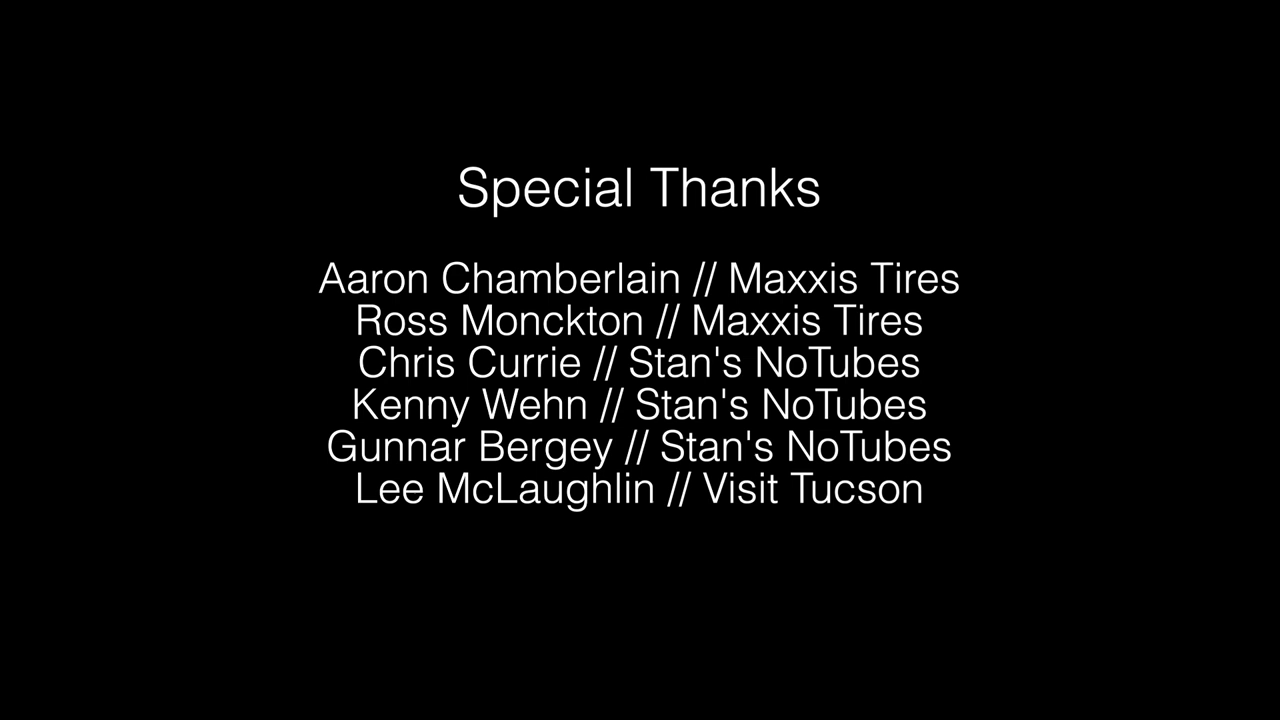 Special Thanks
Aaron Chamberlain // Maxxis Tires
Ross Monckton // Maxxis Tires
Chris Currie // Stan's NoTubes
Kenny Wehn // Stan's NoTubes
Gunnar Bergey // Stan's NoTubes
Lee McLaughlin // Visit Tucson